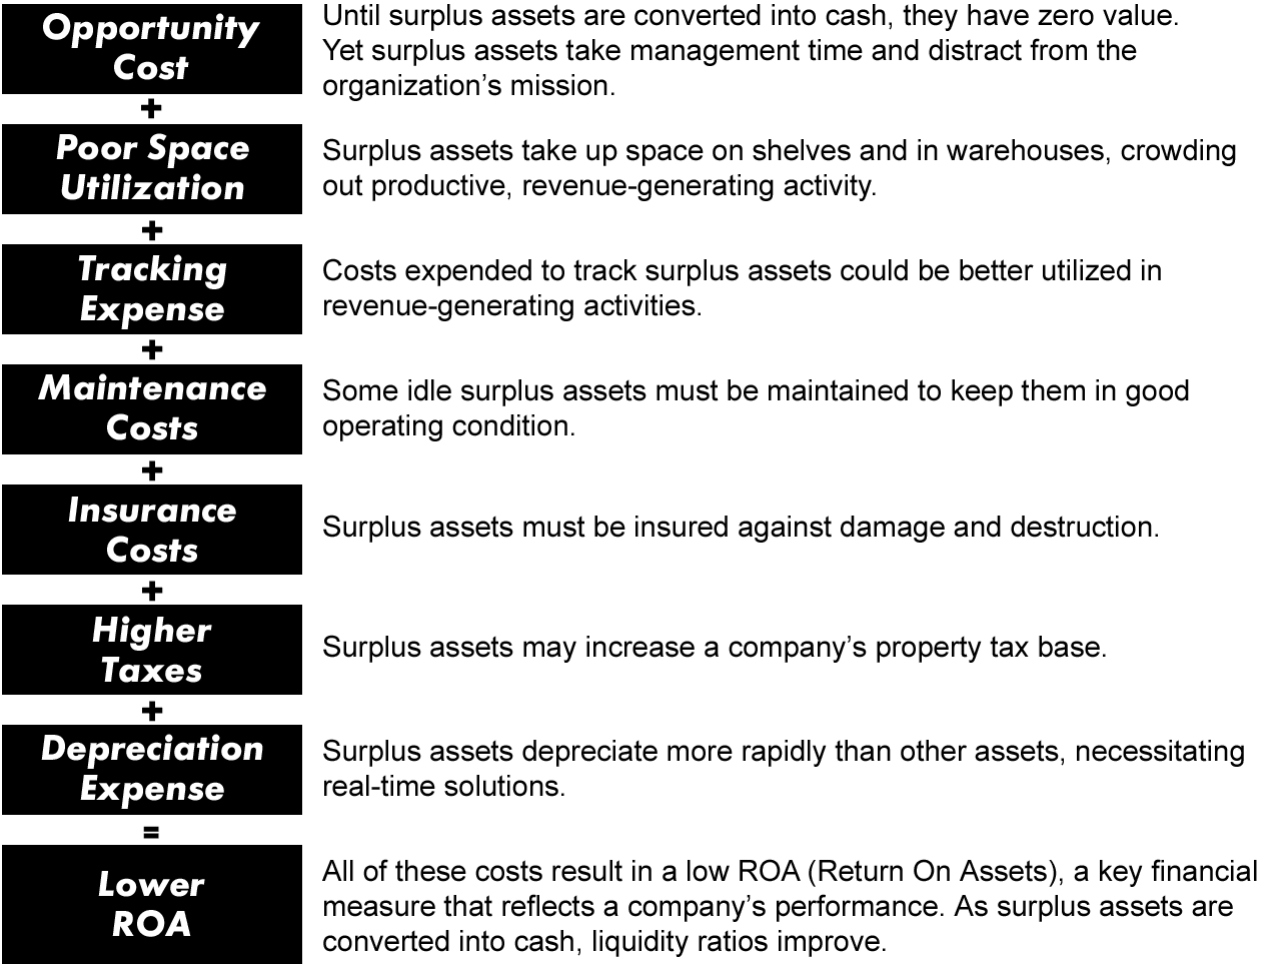 Opportunity
Cost
Until surplus assets are converted into cash, they have zero value.
Yet surplus assets take management time and distract from the
organization’s mission.
+
Poor Space
Utilization
Surplus assets take up space on shelves and in warehouses, crowding
out productive, revenue-generating activity.
+
Tracking
Expense
Costs expended to track surplus assets could be better utilized in
revenue-generating activities.
+
Maintenance
Costs
Some idle surplus assets must be maintained to keep them in good
operating condition.
+
Insurance
Costs
Surplus assets must be insured against damage and destruction.
+
Higher
Taxes
Surplus assets may increase a company’s property tax base.
+
Depreciation
Expense
Surplus assets depreciate more rapidly than other assets, necessitating
real-time solutions.
=
Lower
ROA
All of these costs result in a low ROA (Return On Assets), a key financial
measure that reflects a company’s performance. As surplus assets are
converted into cash, liquidity ratios improve.